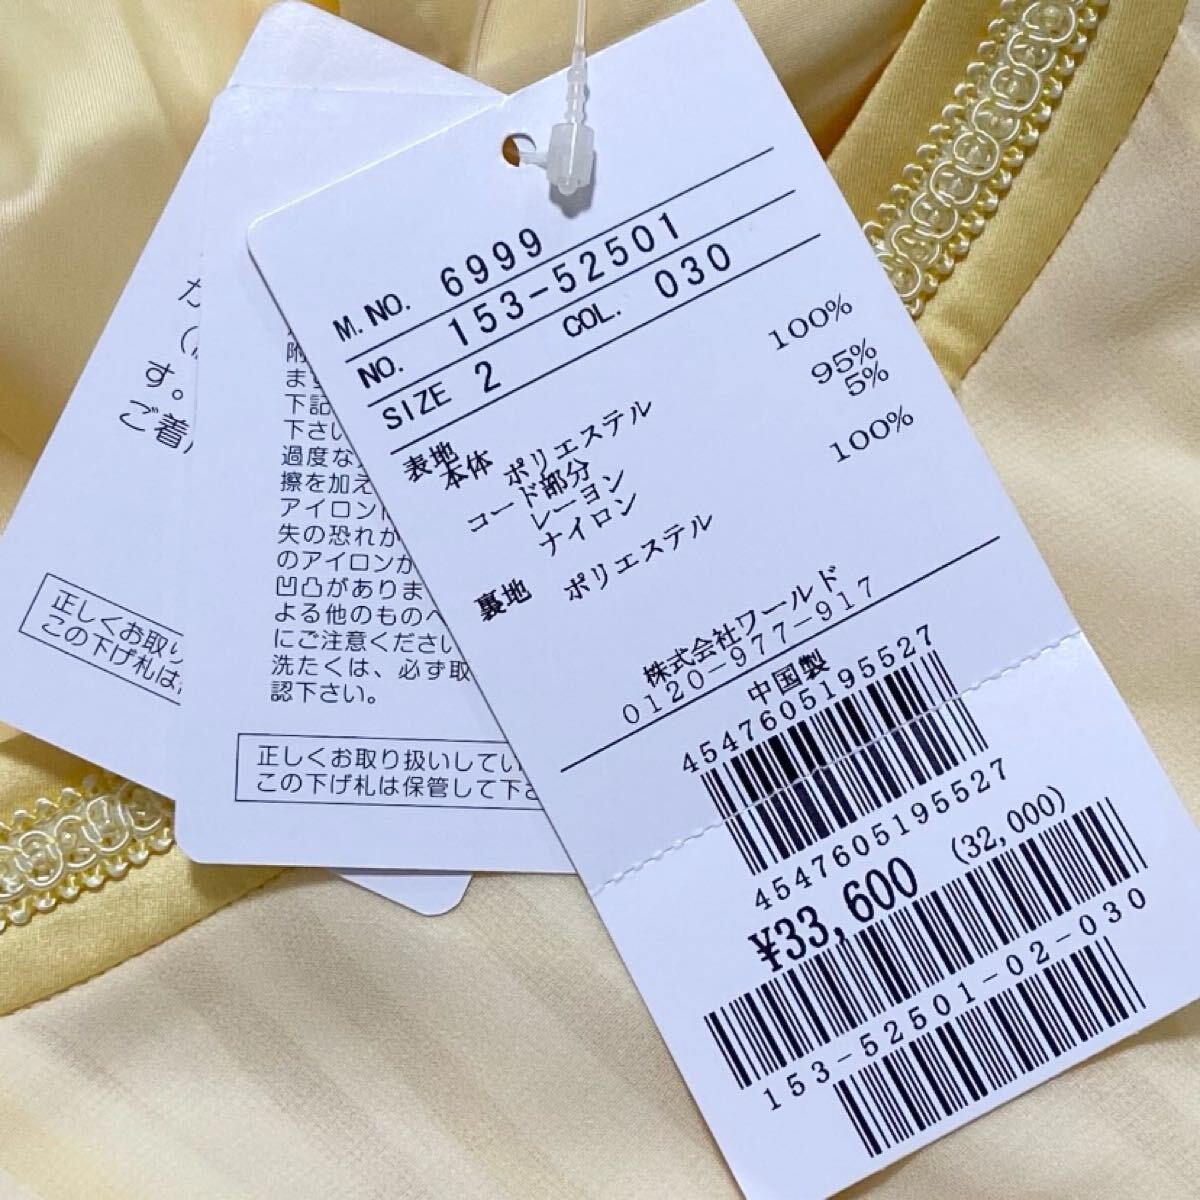 M. NO. 6999
NO. 153-52501
SIZE 2 COL. 030
表地
本体 ポリエステル 100%
コード部分
レーヨン 95%
ナイロン 5%
裏地 ポリエステル 100%
株式会社ワールド
0120-977-917
中国製
4547605195527
4547605195527
¥33,600 (32,000)
153-52501-02-030
ます
下記
下さい
過度な
擦を加え
アイロン
失の恐れが
のアイロンか
凹凸がありま
よる他のものへ
にご注意ください
洗たくは、必ず取
認下さい。
正しくお取り扱いしてい
この下げ札は保管して下さ
す。
ご着
正しくお取り
この下げ札は